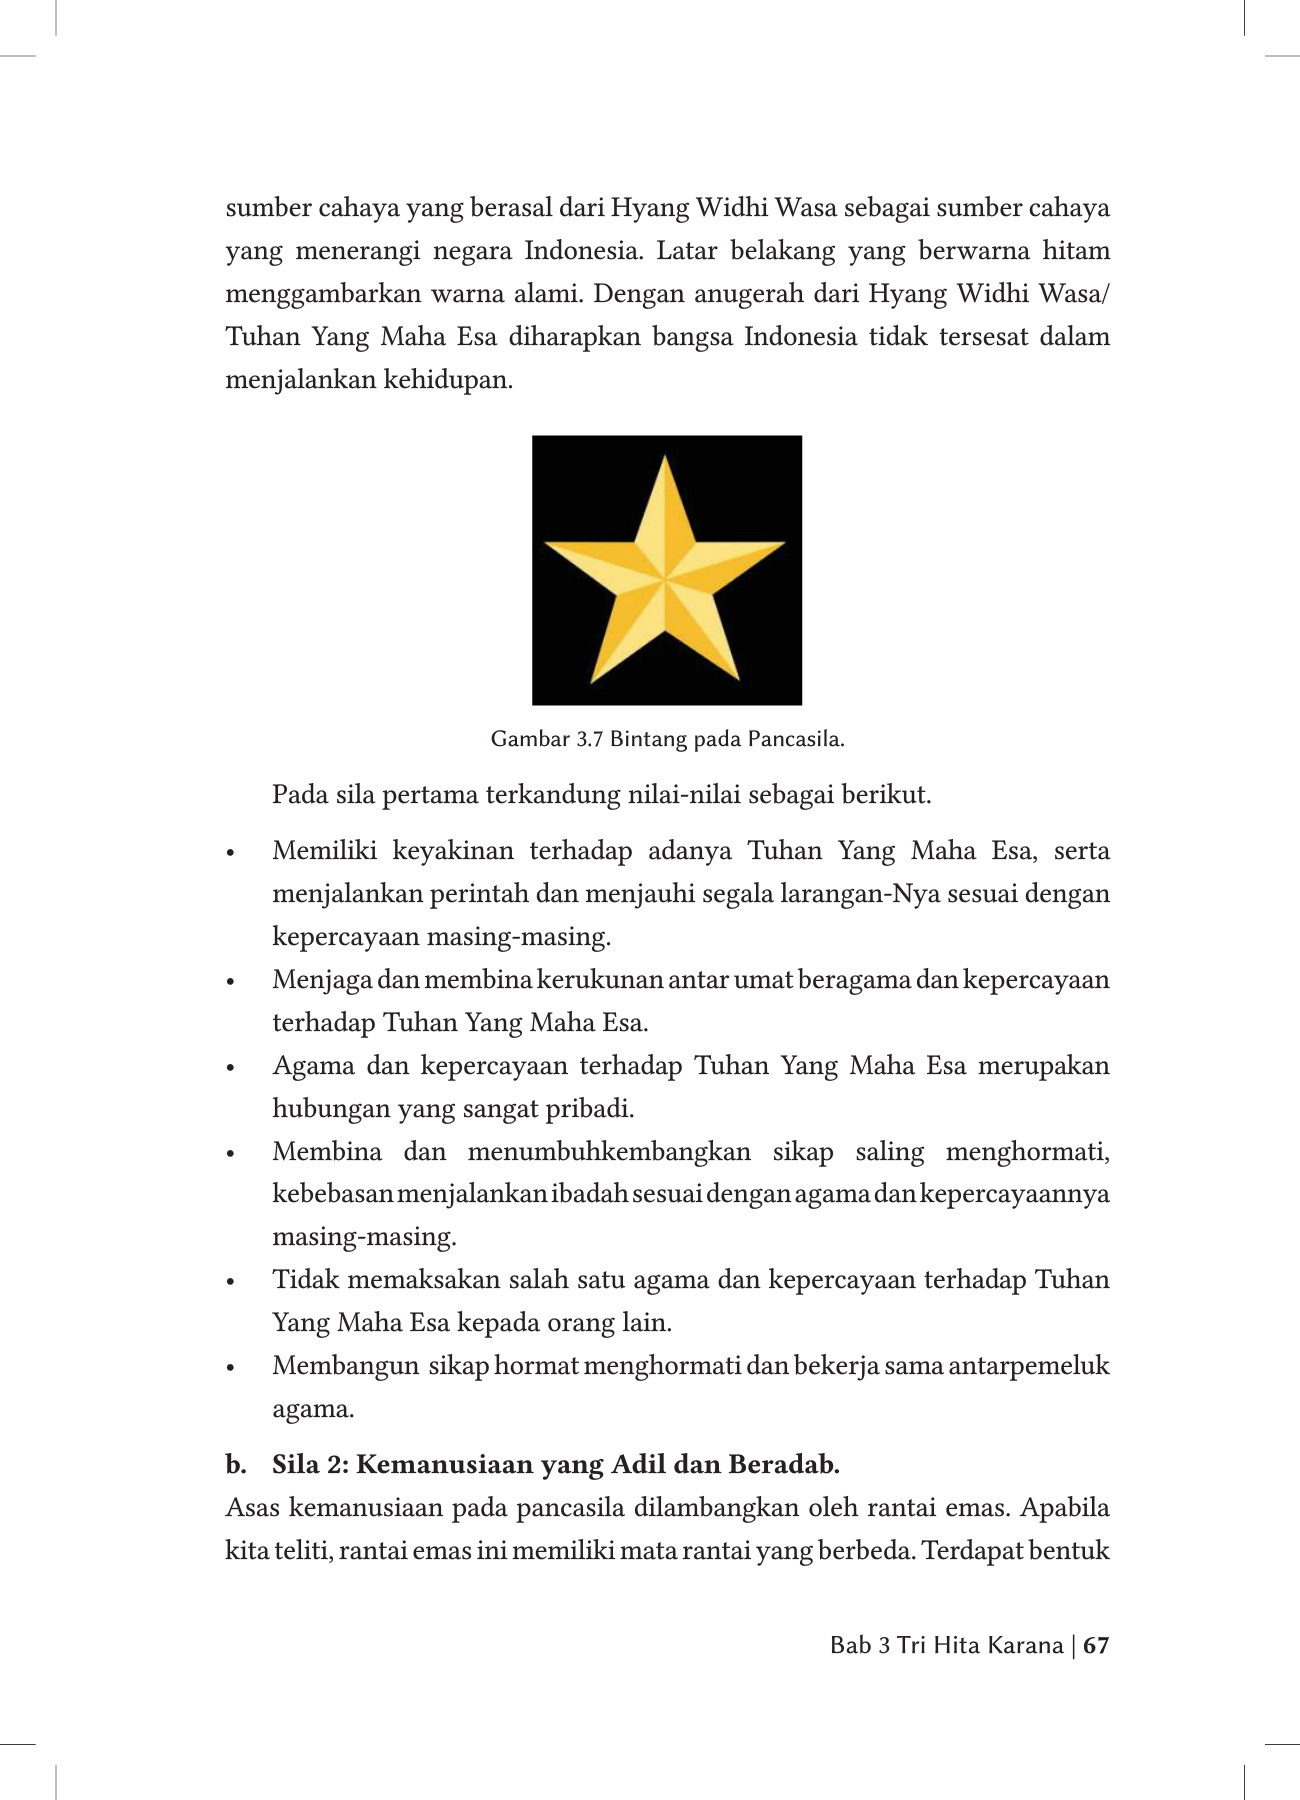 sumber cahaya yang berasal dari Hyang Widhi Wasa sebagai sumber cahaya
yang menerangi negara Indonesia. Latar belakang yang berwarna hitam
menggambarkan warna alami. Dengan anugerah dari Hyang Widhi Wasa/
Tuhan Yang Maha Esa diharapkan bangsa Indonesia tidak tersesat dalam
menjalankan kehidupan.
Gambar 3.7 Bintang pada Pancasila.
Pada sila pertama terkandung nilai-nilai sebagai berikut.
• Memiliki keyakinan terhadap adanya Tuhan Yang Maha Esa, serta
menjalankan perintah dan menjauhi segala larangan-Nya sesuai dengan
kepercayaan masing-masing.
• Menjaga dan membina kerukunan antar umat beragama dan kepercayaan
terhadap Tuhan Yang Maha Esa.
• Agama dan kepercayaan terhadap Tuhan Yang Maha Esa merupakan
hubungan yang sangat pribadi.
• Membina dan menumbuhkembangkan sikap saling menghormati,
kebebasan menjalankan ibadah sesuai dengan agama dan kepercayaannya
masing-masing.
• Tidak memaksakan salah satu agama dan kepercayaan terhadap Tuhan
Yang Maha Esa kepada orang lain.
• Membangun sikap hormat menghormati dan bekerja sama antarpemeluk
agama.
b. Sila 2: Kemanusiaan yang Adil dan Beradab.
Asas kemanusiaan pada pancasila dilambangkan oleh rantai emas. Apabila
kita teliti, rantai emas ini memiliki mata rantai yang berbeda. Terdapat bentuk
Bab 3 Tri Hita Karana | 67